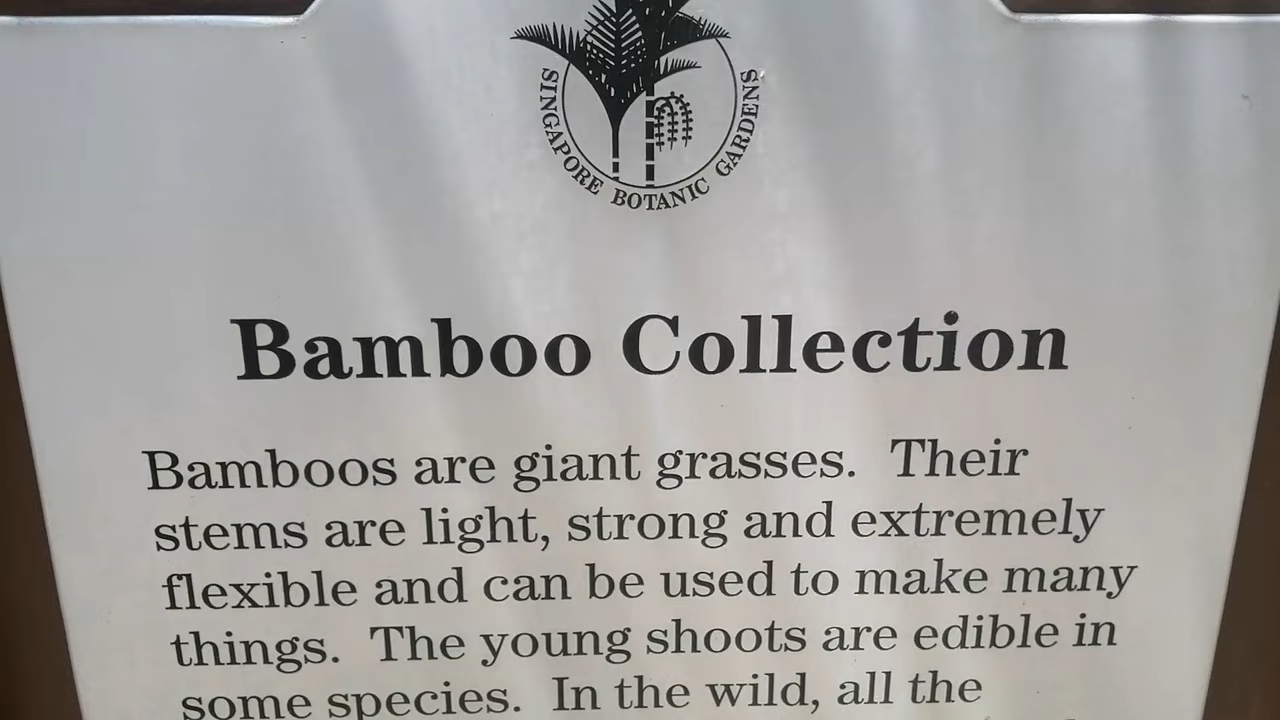 SINGAPORE BOTANIC GARDENS
Bamboo Collection
Bamboos are giant grasses.  Their
stems are light, strong and extremely
flexible and can be used to make many
things.  The young shoots are edible in
some species.  In the wild, all the